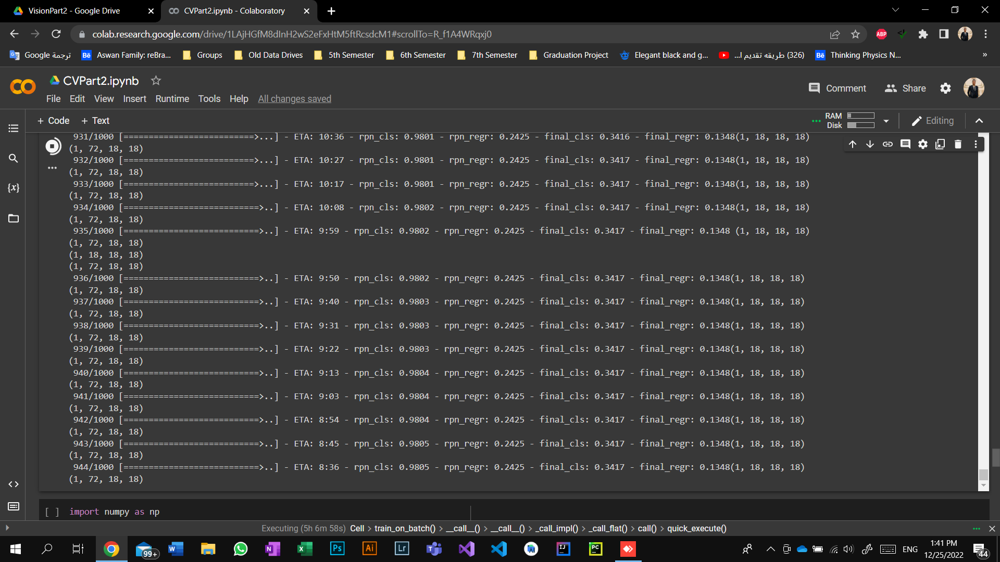 VisionPart2 - Google Drive
CVPart2.ipynb - Colaboratory
colab.research.google.com/drive/1LAjHGfM8dInH2wS2eFxHtM5ftRcsdcM1#scrollTo=R_f1A4WRqxj0
ABP
ترجمة Google
Bē Aswan Family: reBra...
Groups
Old Data Drives
5th Semester
6th Semester
7th Semester
Graduation Project
Elegant black and g...
(326) طريقه تقديم ا...
Bē Thinking Physics N...
»
CVPart2.ipynb
Comment
Share
File Edit View Insert Runtime Tools Help All changes saved
+ Code + Text
RAM
Disk
Editing
931/1000 [==========================>...] - ETA: 10:36 - rpn_cls: 0.9801 - rpn_regr: 0.2425 - final_cls: 0.3416 - final_regr: 0.1348(1, 18, 18, 18)
(1, 72, 18, 18)
932/1000 [==========================>...] - ETA: 10:27 - rpn_cls: 0.9801 - rpn_regr: 0.2425 - final_cls: 0.3417 - final_regr: 0.1348(1, 18, 18, 18)
(1, 72, 18, 18)
933/1000 [==========================>...] - ETA: 10:17 - rpn_cls: 0.9801 - rpn_regr: 0.2425 - final_cls: 0.3417 - final_regr: 0.1348(1, 18, 18, 18)
(1, 72, 18, 18)
934/1000 [===========================>..] - ETA: 10:08 - rpn_cls: 0.9802 - rpn_regr: 0.2425 - final_cls: 0.3417 - final_regr: 0.1348(1, 18, 18, 18)
(1, 72, 18, 18)
935/1000 [===========================>..] - ETA: 9:59 - rpn_cls: 0.9802 - rpn_regr: 0.2425 - final_cls: 0.3417 - final_regr: 0.1348 (1, 18, 18, 18)
(1, 72, 18, 18)
(1, 18, 18, 18)
(1, 72, 18, 18)
936/1000 [===========================>..] - ETA: 9:50 - rpn_cls: 0.9802 - rpn_regr: 0.2425 - final_cls: 0.3417 - final_regr: 0.1348(1, 18, 18, 18)
(1, 72, 18, 18)
937/1000 [===========================>..] - ETA: 9:40 - rpn_cls: 0.9803 - rpn_regr: 0.2425 - final_cls: 0.3417 - final_regr: 0.1348(1, 18, 18, 18)
(1, 72, 18, 18)
938/1000 [===========================>..] - ETA: 9:31 - rpn_cls: 0.9803 - rpn_regr: 0.2425 - final_cls: 0.3417 - final_regr: 0.1348(1, 18, 18, 18)
(1, 72, 18, 18)
939/1000 [===========================>..] - ETA: 9:22 - rpn_cls: 0.9803 - rpn_regr: 0.2425 - final_cls: 0.3417 - final_regr: 0.1348(1, 18, 18, 18)
(1, 72, 18, 18)
940/1000 [===========================>..] - ETA: 9:13 - rpn_cls: 0.9804 - rpn_regr: 0.2425 - final_cls: 0.3417 - final_regr: 0.1348(1, 18, 18, 18)
(1, 72, 18, 18)
941/1000 [===========================>..] - ETA: 9:03 - rpn_cls: 0.9804 - rpn_regr: 0.2425 - final_cls: 0.3417 - final_regr: 0.1348(1, 18, 18, 18)
(1, 72, 18, 18)
942/1000 [===========================>..] - ETA: 8:54 - rpn_cls: 0.9804 - rpn_regr: 0.2425 - final_cls: 0.3417 - final_regr: 0.1348(1, 18, 18, 18)
(1, 72, 18, 18)
943/1000 [===========================>..] - ETA: 8:45 - rpn_cls: 0.9805 - rpn_regr: 0.2425 - final_cls: 0.3417 - final_regr: 0.1348(1, 18, 18, 18)
(1, 72, 18, 18)
944/1000 [===========================>..] - ETA: 8:36 - rpn_cls: 0.9805 - rpn_regr: 0.2425 - final_cls: 0.3417 - final_regr: 0.1348(1, 18, 18, 18)
(1, 72, 18, 18)
[ ] import numpy as np
Executing (5h 6m 58s) Cell > train_on_batch() > __call__() > __call__() > _call_impl() > _call_flat() > call() > quick_execute()
99+
Ps
Ai
Lr
IJ
PC
ENG
1:41 PM
12/25/2022
44